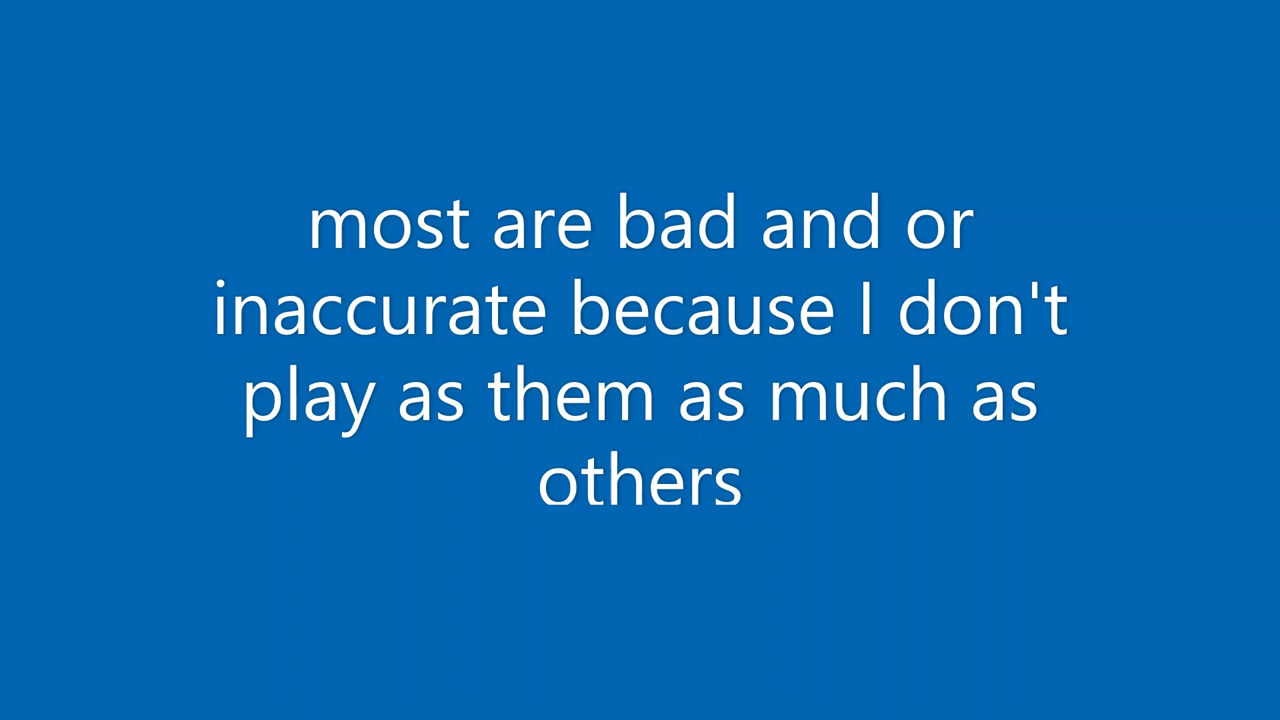 most are bad and or
inaccurate because I don't
play as them as much as
others